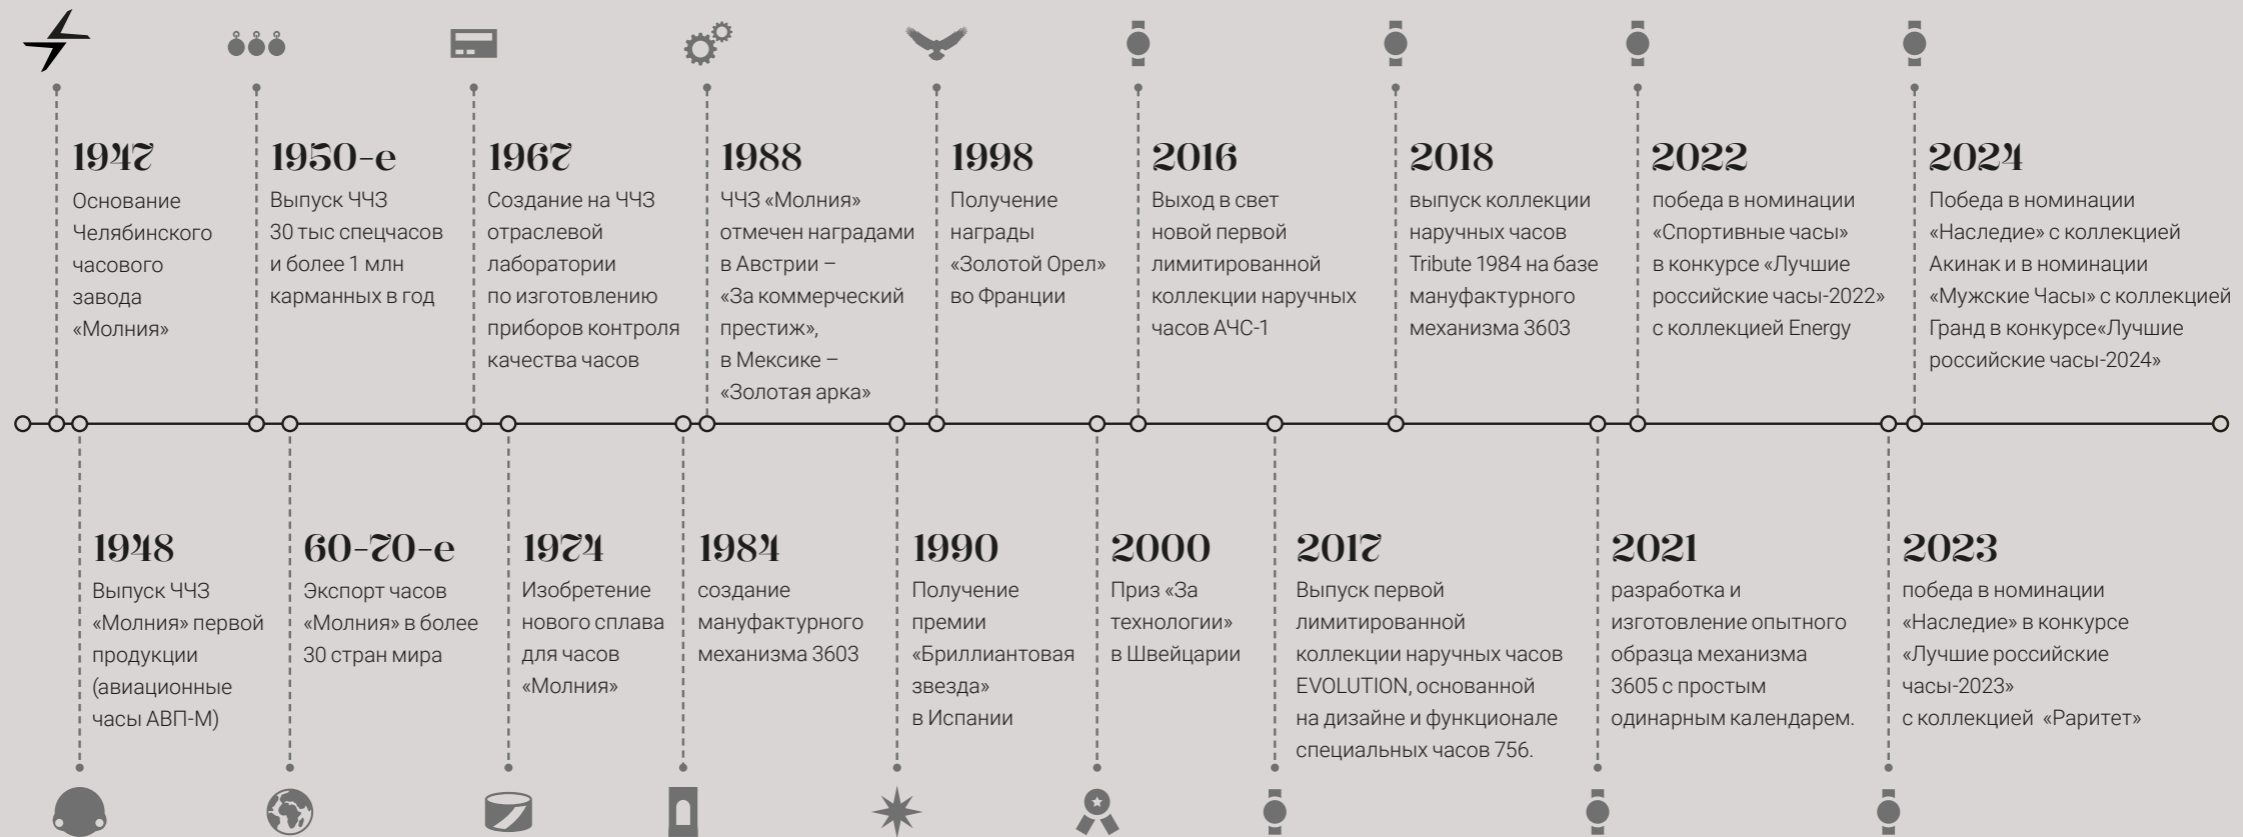 1947
Основание
Челябинского
часового
завода
«Молния»
1950-е
Выпуск ЧЧЗ
30 тыс спецчасов
и более 1 млн
карманных в год
1967
Создание на ЧЧЗ
отраслевой
лаборатории
по изготовлению
приборов контроля
качества часов
1988
ЧЧЗ «Молния»
отмечен наградами
в Австрии –
«За коммерческий
престиж»,
в Мексике –
«Золотая арка»
1998
Получение
награды
«Золотой Орел»
во Франции
2016
Выход в свет
новой первой
лимитированной
коллекции наручных
часов АЧС-1
2018
выпуск коллекции
наручных часов
Tribute 1984 на базе
мануфактурного
механизма 3603
2022
победа в номинации
«Спортивные часы»
в конкурсе «Лучшие
российские часы-2022»
с коллекцией Energy
2024
Победа в номинации
«Наследие» с коллекцией
Акинак и в номинации
«Мужские Часы» с коллекцией
Гранд в конкурсе«Лучшие
российские часы-2024»
1948
Выпуск ЧЧЗ
«Молния» первой
продукции
(авиационные
часы АВП-М)
60-70-е
Экспорт часов
«Молния» в более
30 стран мира
1974
Изобретение
нового сплава
для часов
«Молния»
1984
создание
мануфактурного
механизма 3603
1990
Получение
премии
«Бриллиантовая
звезда»
в Испании
2000
Приз «За
технологии»
в Швейцарии
2017
Выпуск первой
лимитированной
коллекции наручных часов
EVOLUTION, основанной
на дизайне и функционале
специальных часов 756.
2021
разработка и
изготовление опытного
образца механизма
3605 с простым
одинарным календарем.
2023
победа в номинации
«Наследие» в конкурсе
«Лучшие российские
часы-2023»
с коллекцией «Раритет»